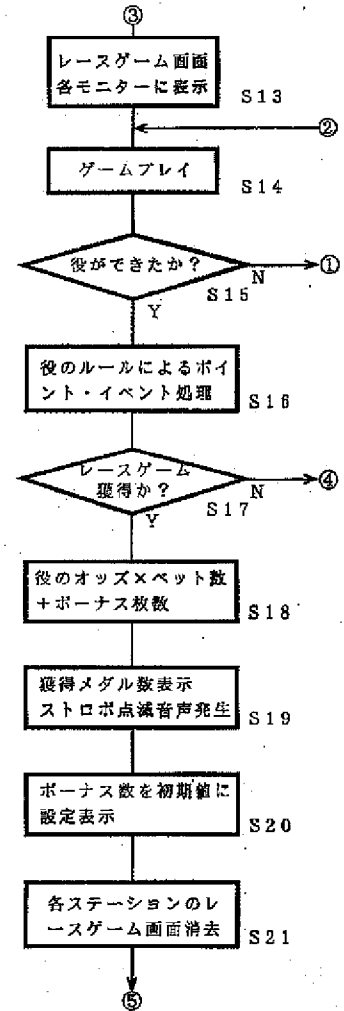 ③
レースゲーム画面
各モニターに表示
S13
②
ゲームプレイ
S14
役ができたか？
N
①
S15
Y
役のルールによるポイ
ント・イベント処理
S16
レースゲーム
獲得か？
N
④
S17
Y
役のオッズ×ベット数
＋ボーナス枚数
S18
獲得メダル数表示
ストロボ点滅音声発生
S19
ボーナス数を初期値に
設定表示
S20
各ステーションのレ
ースゲーム画面消去
S21
⑤